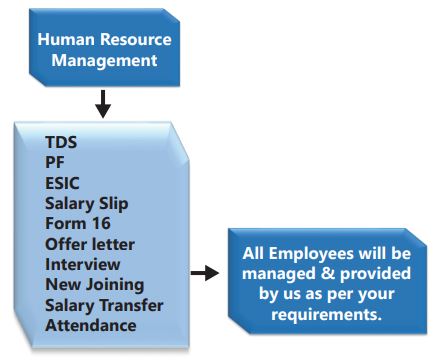 Human Resource
Management
TDS
PF
ESIC
Salary Slip
Form 16
Offer letter
Interview
New Joining
Salary Transfer
Attendance
All Employees will be
managed & provided
by us as per your
requirements.